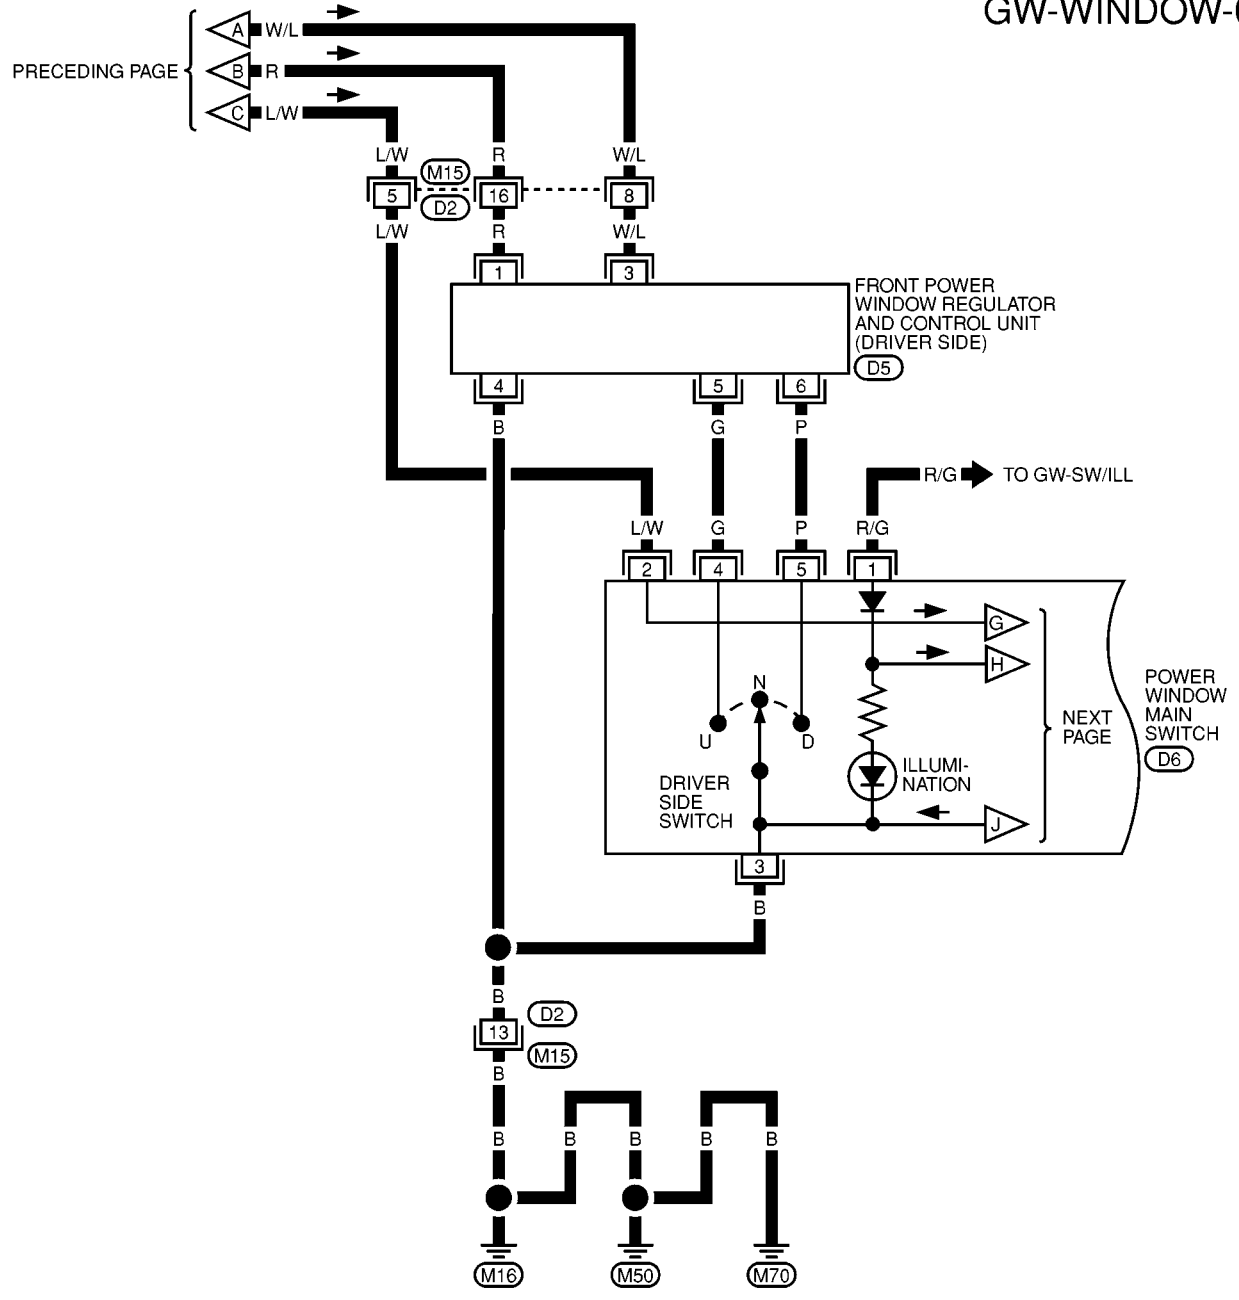 GW-WINDOW-
PRECEDING PAGE
A W/L
B R
C L/W
L/W R W/L
M15
5 16 8
D2
L/W R W/L
1 3
FRONT POWER
WINDOW REGULATOR
AND CONTROL UNIT
(DRIVER SIDE)
D5
4 5 6
B G P
R/G TO GW-SW/ILL
L/W G P R/G
2 4 5 1
G
H
N
U D
POWER
WINDOW
MAIN
SWITCH
D6
NEXT
PAGE
ILLUMI-
NATION
DRIVER
SIDE
SWITCH
J
3
B
B
D2
13
M15
B
B B B B B
M16 M50 M70